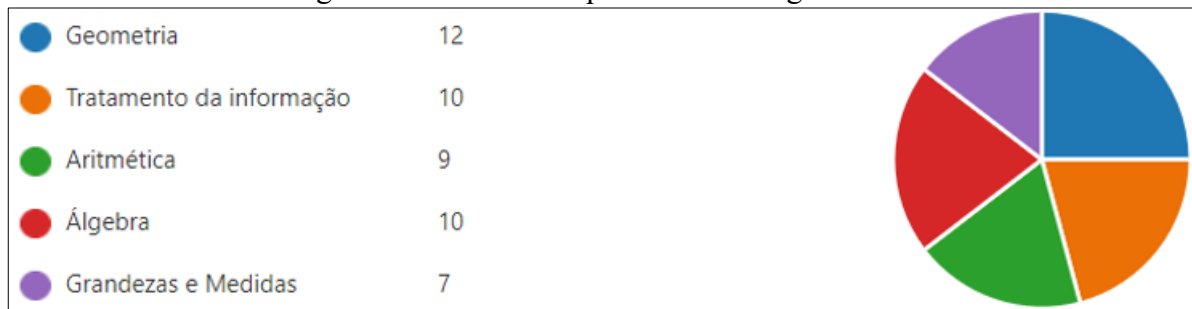 Geometria 12
Tratamento da informação 10
Aritmética 9
Álgebra 10
Grandezas e Medidas 7